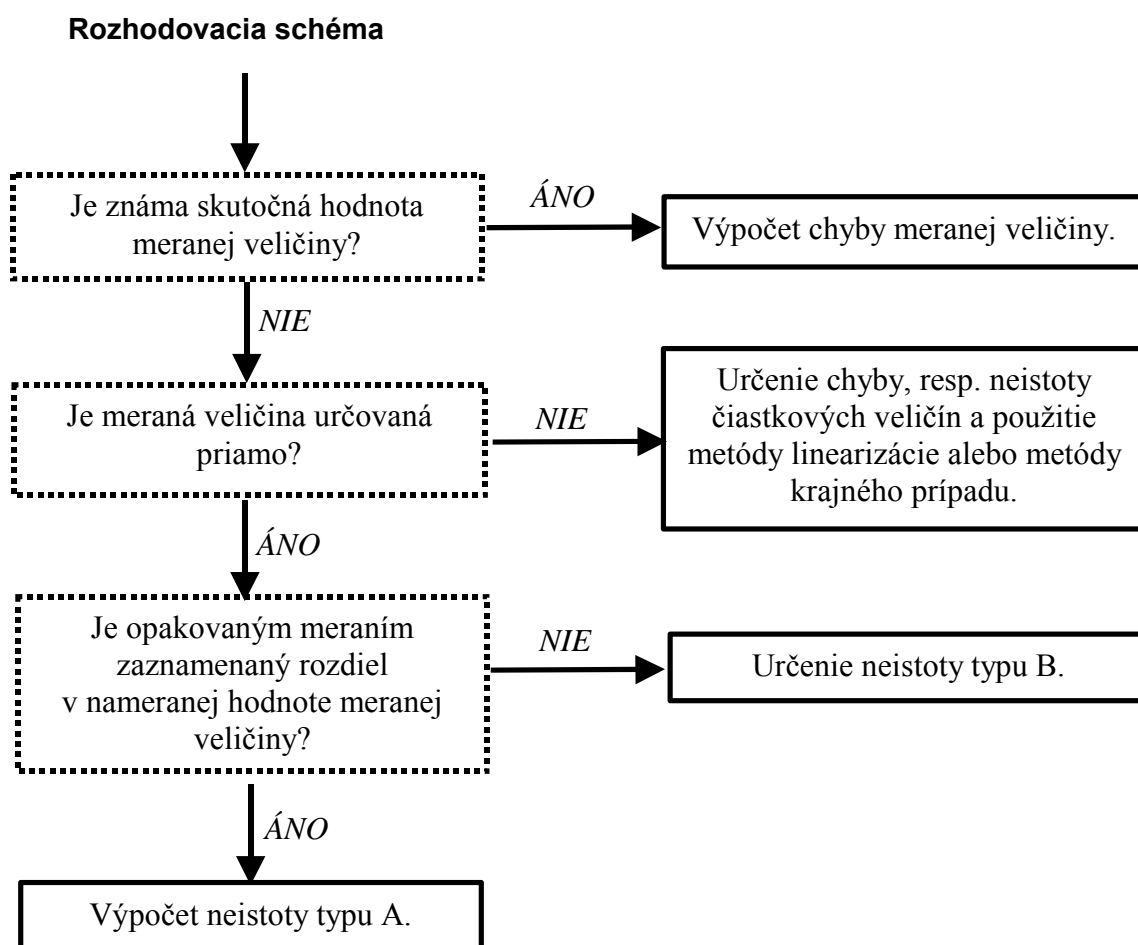 Rozhodovacia schéma
Je známa skutočná hodnota
meranej veličiny?
ÁNO
Výpočet chyby meranej veličiny.
NIE
Je meraná veličina určovaná
priamo?
NIE
Určenie chyby, resp. neistoty
čiastkových veličín a použitie
metódy linearizácie alebo metódy
krajného prípadu.
ÁNO
Je opakovaným meraním
zaznamenaný rozdiel
v nameranej hodnote meranej
veličiny?
NIE
Určenie neistoty typu B.
ÁNO
Výpočet neistoty typu A.